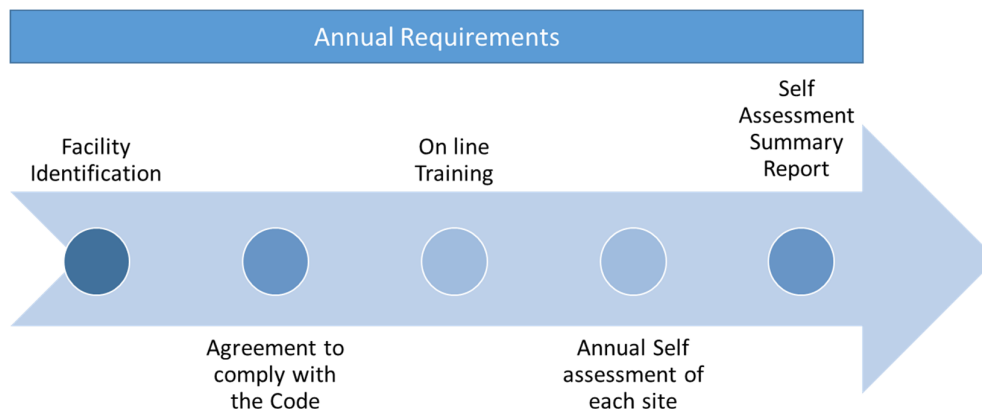 Annual Requirements
Facility
Identification
Agreement to
comply with
the Code
On line
Training
Annual Self
assessment of
each site
Self
Assessment
Summary
Report